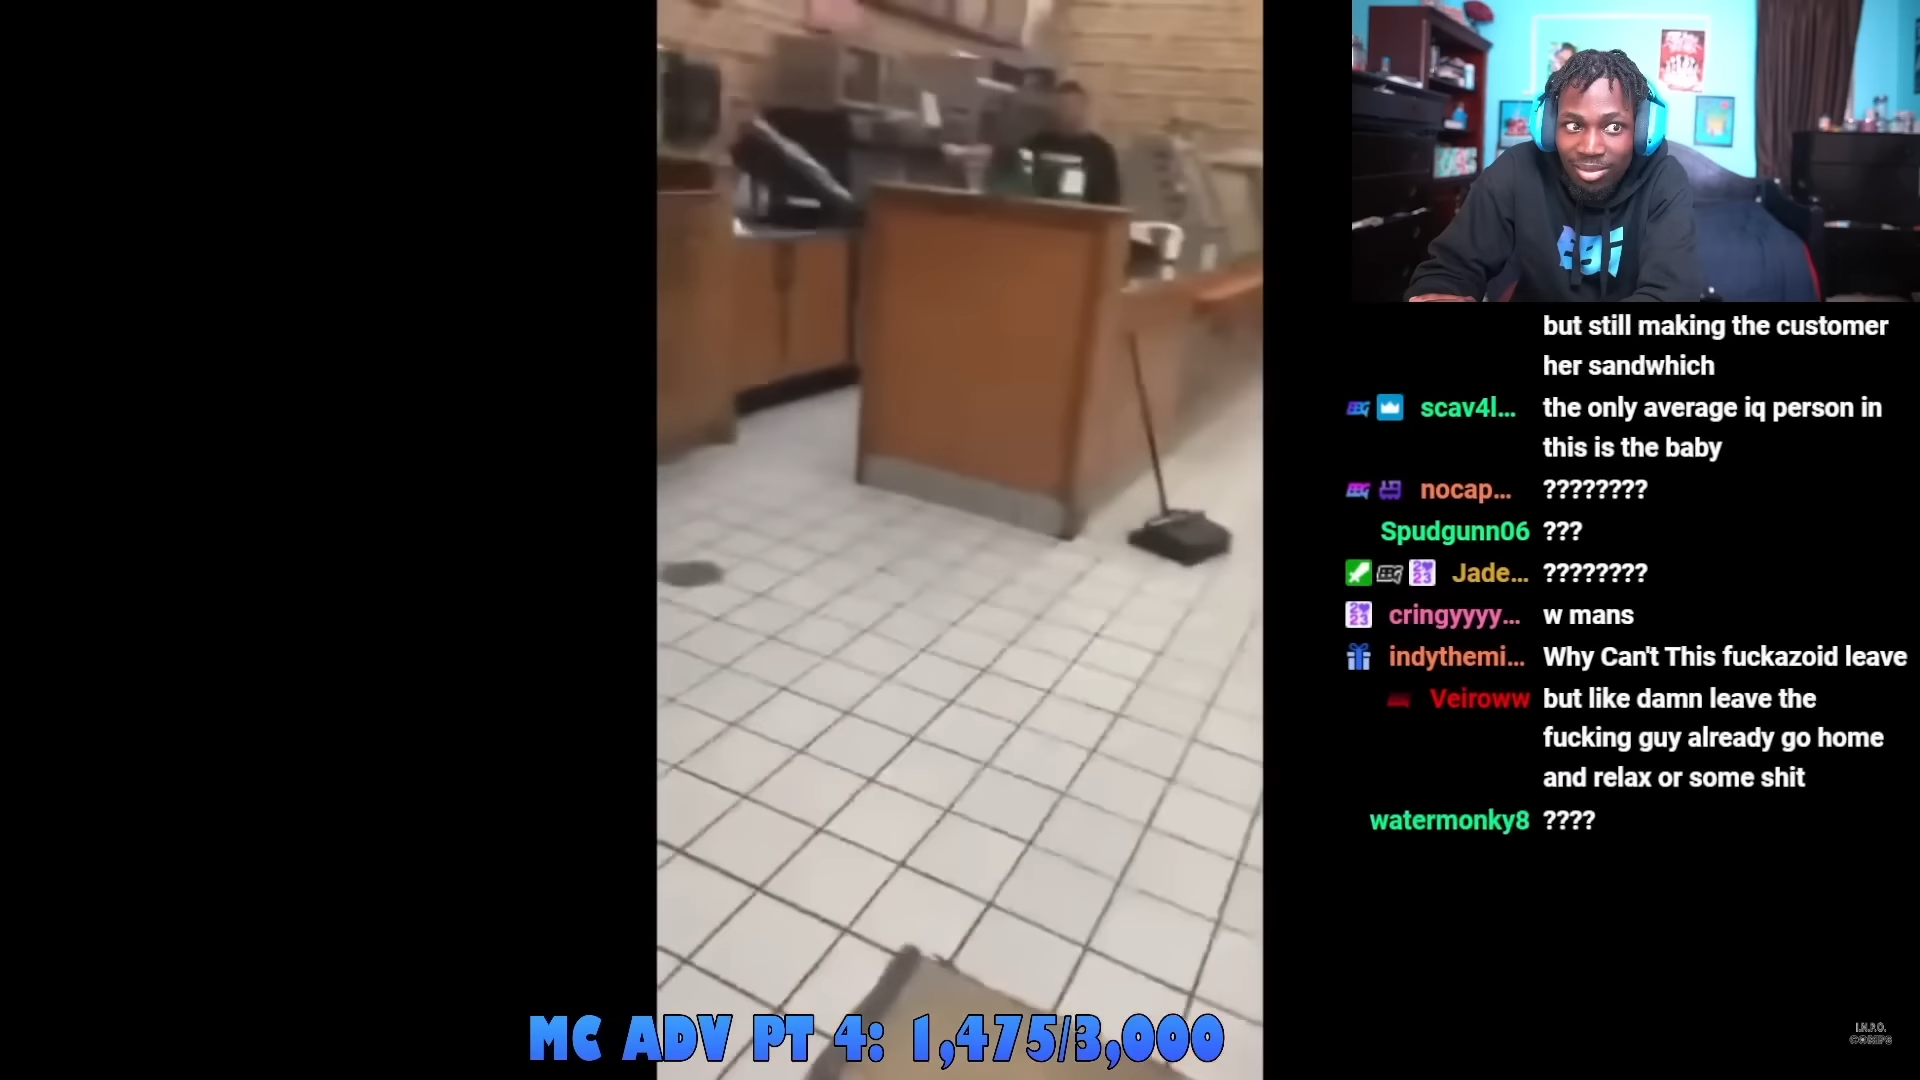 but still making the customer
her sandwhich
scav4l... the only average iq person in
this is the baby
nocap... ????????
Spudgunn06 ???
Jade... ????????
cringyyyy... w mans
indythemi... Why Can't This fuckazoid leave
Veiroww but like damn leave the
fucking guy already go home
and relax or some shit
watermonky8 ????
MC ADV PT 4: 1,475/3,000